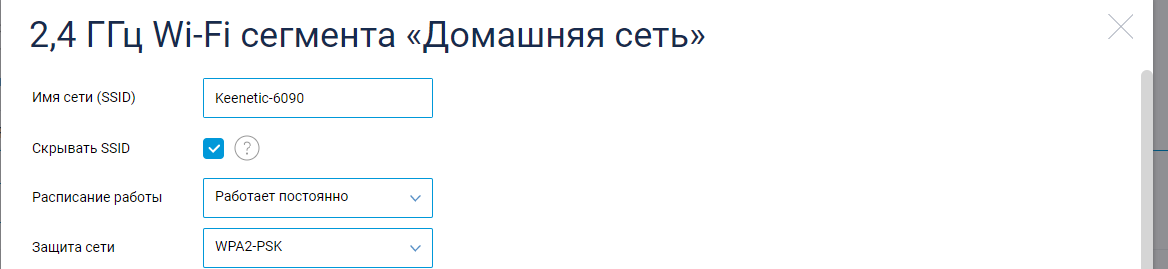 2,4 ГГц Wi-Fi сегмента «Домашняя сеть»
Имя сети (SSID) Keenetic-6090
Скрывать SSID ?
Расписание работы Работает постоянно
Защита сети WPA2-PSK